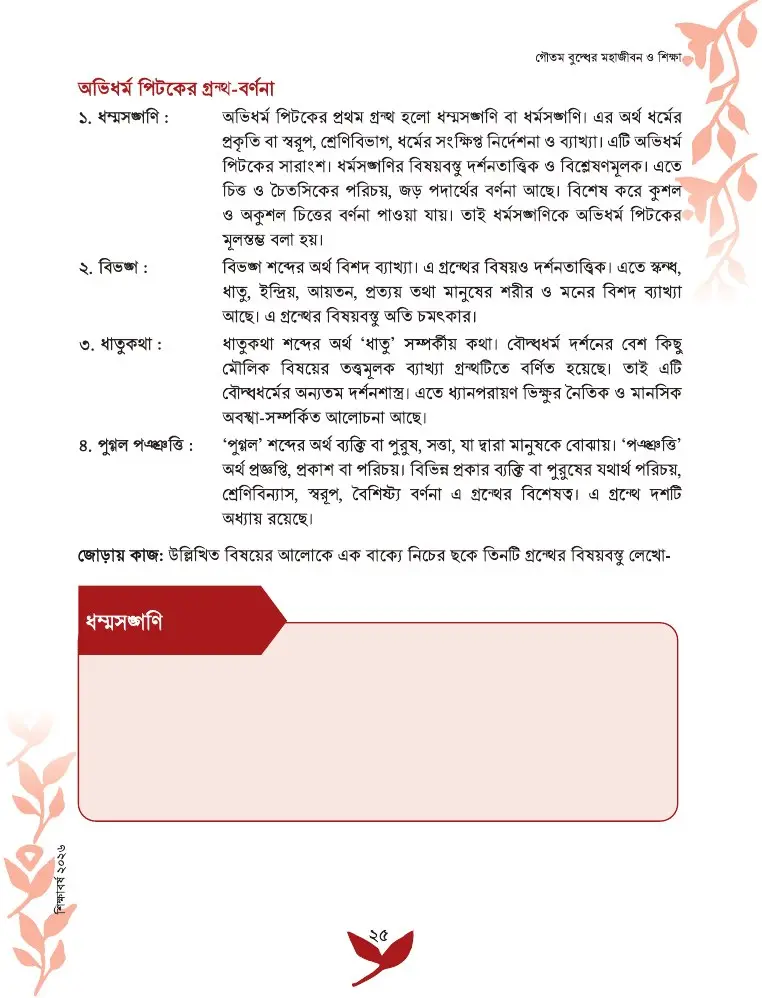 গৌতম বুদ্ধের মহাজীবন ও শিক্ষা
অভিধর্ম পিটকের গ্রন্থ-বর্ণনা
১. ধম্মসঙ্গণি : অভিধর্ম পিটকের প্রথম গ্রন্থ হলো ধম্মসঙ্গণি বা ধর্মসঙ্গণি। এর অর্থ ধর্মের
প্রকৃতি বা স্বরূপ, শ্রেণিবিভাগ, ধর্মের সংক্ষিপ্ত নির্দেশনা ও ব্যাখ্যা। এটি অভিধর্ম
পিটকের সারাংশ। ধর্মসঙ্গণির বিষয়বস্তু দর্শনতাত্ত্বিক ও বিশ্লেষণমূলক। এতে
চিত্ত ও চৈতসিকের পরিচয়, জড় পদার্থের বর্ণনা আছে। বিশেষ করে কুশল
ও অকুশল চিত্তের বর্ণনা পাওয়া যায়। তাই ধর্মসঙ্গণিকে অভিধর্ম পিটকের
মূলস্তম্ভ বলা হয়।
২. বিভঙ্গ : বিভঙ্গ শব্দের অর্থ বিশদ ব্যাখ্যা। এ গ্রন্থের বিষয়ও দর্শনতাত্ত্বিক। এতে স্কন্ধ,
ধাতু, ইন্দ্রিয়, আয়তন, প্রত্যয় তথা মানুষের শরীর ও মনের বিশদ ব্যাখ্যা
আছে। এ গ্রন্থের বিষয়বস্তু অতি চমৎকার।
৩. ধাতুকথা : ধাতুকথা শব্দের অর্থ ‘ধাতু’ সম্পর্কীয় কথা। বৌদ্ধধর্ম দর্শনের বেশ কিছু
মৌলিক বিষয়ের তত্ত্বমূলক ব্যাখ্যা গ্রন্থটিতে বর্ণিত হয়েছে। তাই এটি
বৌদ্ধধর্মের অন্যতম দর্শনশাস্ত্র। এতে ধ্যানপরায়ণ ভিক্ষুর নৈতিক ও মানসিক
অবস্থা-সম্পর্কিত আলোচনা আছে।
৪. পুগ্গল পঞ্ঞত্তি : ‘পুগ্গল’ শব্দের অর্থ ব্যক্তি বা পুরুষ, সত্তা, যা দ্বারা মানুষকে বোঝায়। ‘পঞ্ঞত্তি’
অর্থ প্রজ্ঞপ্তি, প্রকাশ বা পরিচয়। বিভিন্ন প্রকার ব্যক্তি বা পুরুষের যথার্থ পরিচয়,
শ্রেণিবিন্যাস, স্বরূপ, বৈশিষ্ট্য বর্ণনা এ গ্রন্থের বিশেষত্ব। এ গ্রন্থে দশটি
অধ্যায় রয়েছে।
জোড়ায় কাজ: উল্লিখিত বিষয়ের আলোকে এক বাক্যে নিচের ছকে তিনটি গ্রন্থের বিষয়বস্তু লেখো-
ধম্মসঙ্গণি
শিক্ষাবর্ষ ২০২৬
২৫